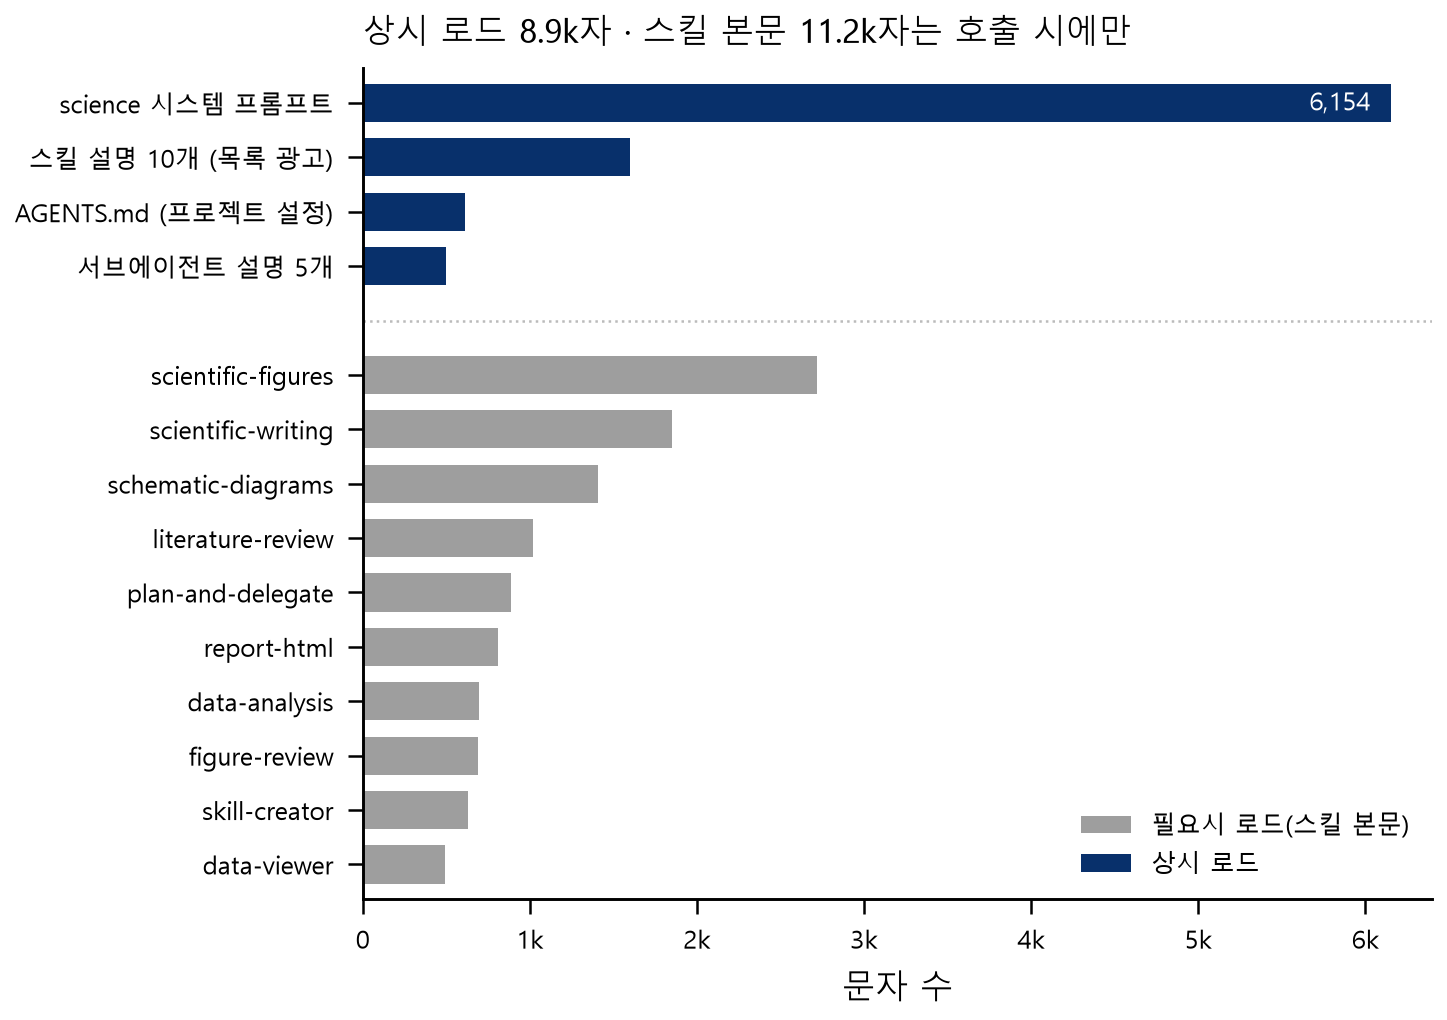 상시 로드 8.9k자 · 스킬 본문 11.2k자는 호출 시에만
science 시스템 프롬프트
6,154
스킬 설명 10개 (목록 광고)
AGENTS.md (프로젝트 설정)
서브에이전트 설명 5개
scientific-figures
scientific-writing
schematic-diagrams
literature-review
plan-and-delegate
report-html
data-analysis
figure-review
skill-creator
data-viewer
필요시 로드(스킬 본문)
상시 로드
0 1k 2k 3k 4k 5k 6k
문자 수